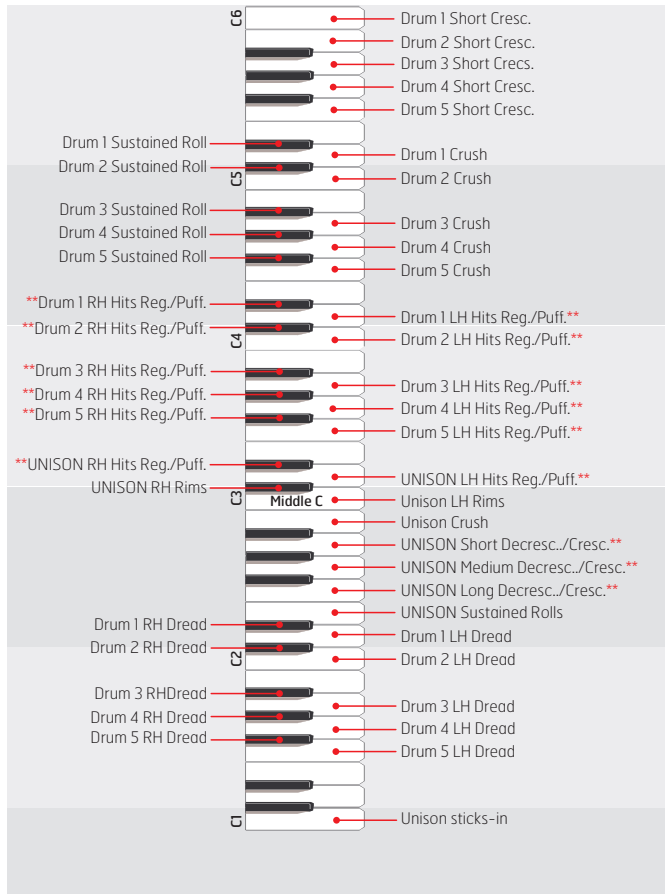 C6
Drum 1 Short Cresc.
Drum 2 Short Cresc.
Drum 3 Short Crecs.
Drum 4 Short Cresc.
Drum 5 Short Cresc.
Drum 1 Sustained Roll
Drum 1 Crush
Drum 2 Sustained Roll
C5
Drum 2 Crush
Drum 3 Sustained Roll
Drum 3 Crush
Drum 4 Sustained Roll
Drum 4 Crush
Drum 5 Sustained Roll
Drum 5 Crush
**Drum 1 RH Hits Reg./Puff.
Drum 1 LH Hits Reg./Puff.**
**Drum 2 RH Hits Reg./Puff.
C4
Drum 2 LH Hits Reg./Puff.**
**Drum 3 RH Hits Reg./Puff.
Drum 3 LH Hits Reg./Puff.**
**Drum 4 RH Hits Reg./Puff.
Drum 4 LH Hits Reg./Puff.**
**Drum 5 RH Hits Reg./Puff.
Drum 5 LH Hits Reg./Puff.**
**UNISON RH Hits Reg./Puff.
UNISON LH Hits Reg./Puff.**
UNISON RH Rims
C3
Middle C
Unison LH Rims
Unison Crush
UNISON Short Decresc../Cresc.**
UNISON Medium Decresc../Cresc.**
UNISON Long Decresc../Cresc.**
UNISON Sustained Rolls
Drum 1 RH Dread
Drum 1 LH Dread
Drum 2 RH Dread
C2
Drum 2 LH Dread
Drum 3 RHDread
Drum 3 LH Dread
Drum 4 RH Dread
Drum 4 LH Dread
Drum 5 RH Dread
Drum 5 LH Dread
C1
Unison sticks-in